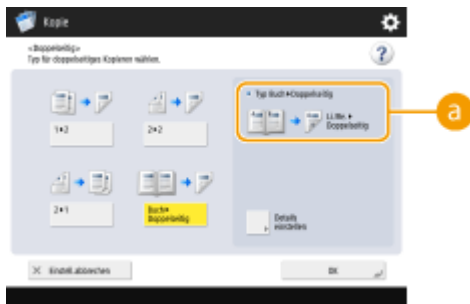 Kopie
<Doppelseitig>
Typ für doppelseitiges Kopieren wählen.
?
Typ Buch▸Doppelseitig
Li./Re.▸
Doppelseitig
1▸2
2▸2
2▸1
Buch▸
Doppelseitig
Details
einstellen
Einstell. abbrechen
OK
a